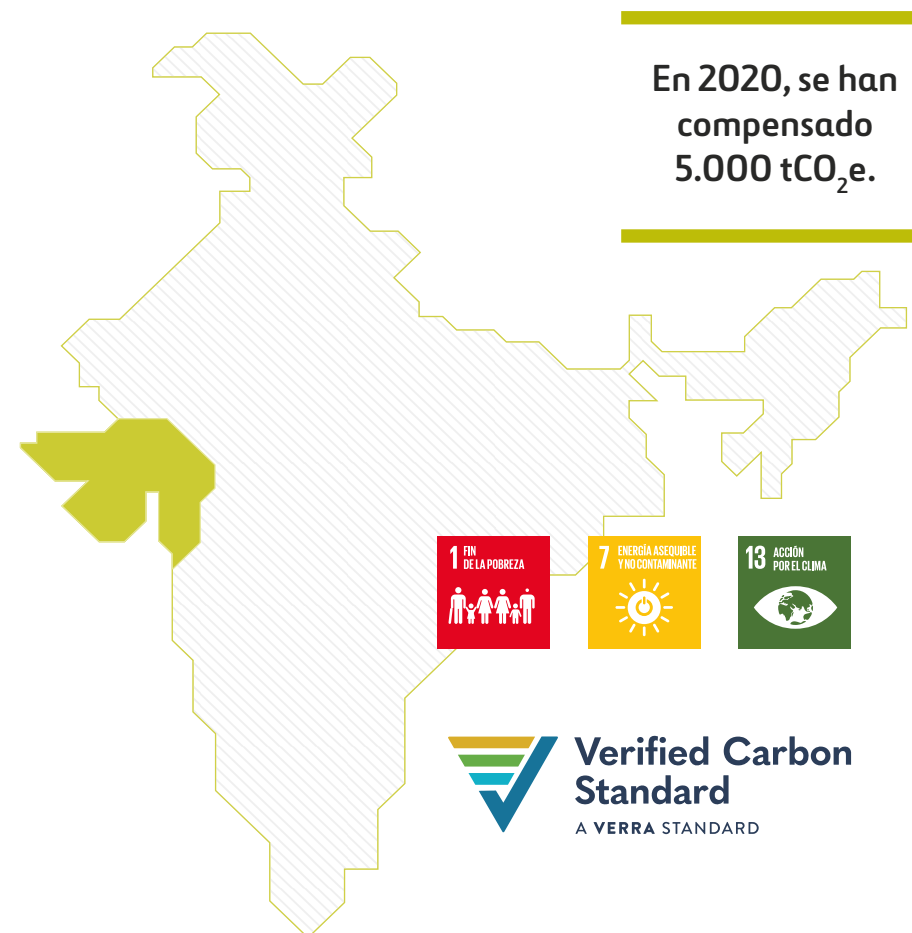 En 2020, se han
compensado
5.000 tCO₂e.
1 FIN
DE LA POBREZA
7 ENERGÍA ASEQUIBLE
Y NO CONTAMINANTE
13 ACCIÓN
POR EL CLIMA
Verified Carbon
Standard
A VERRA STANDARD